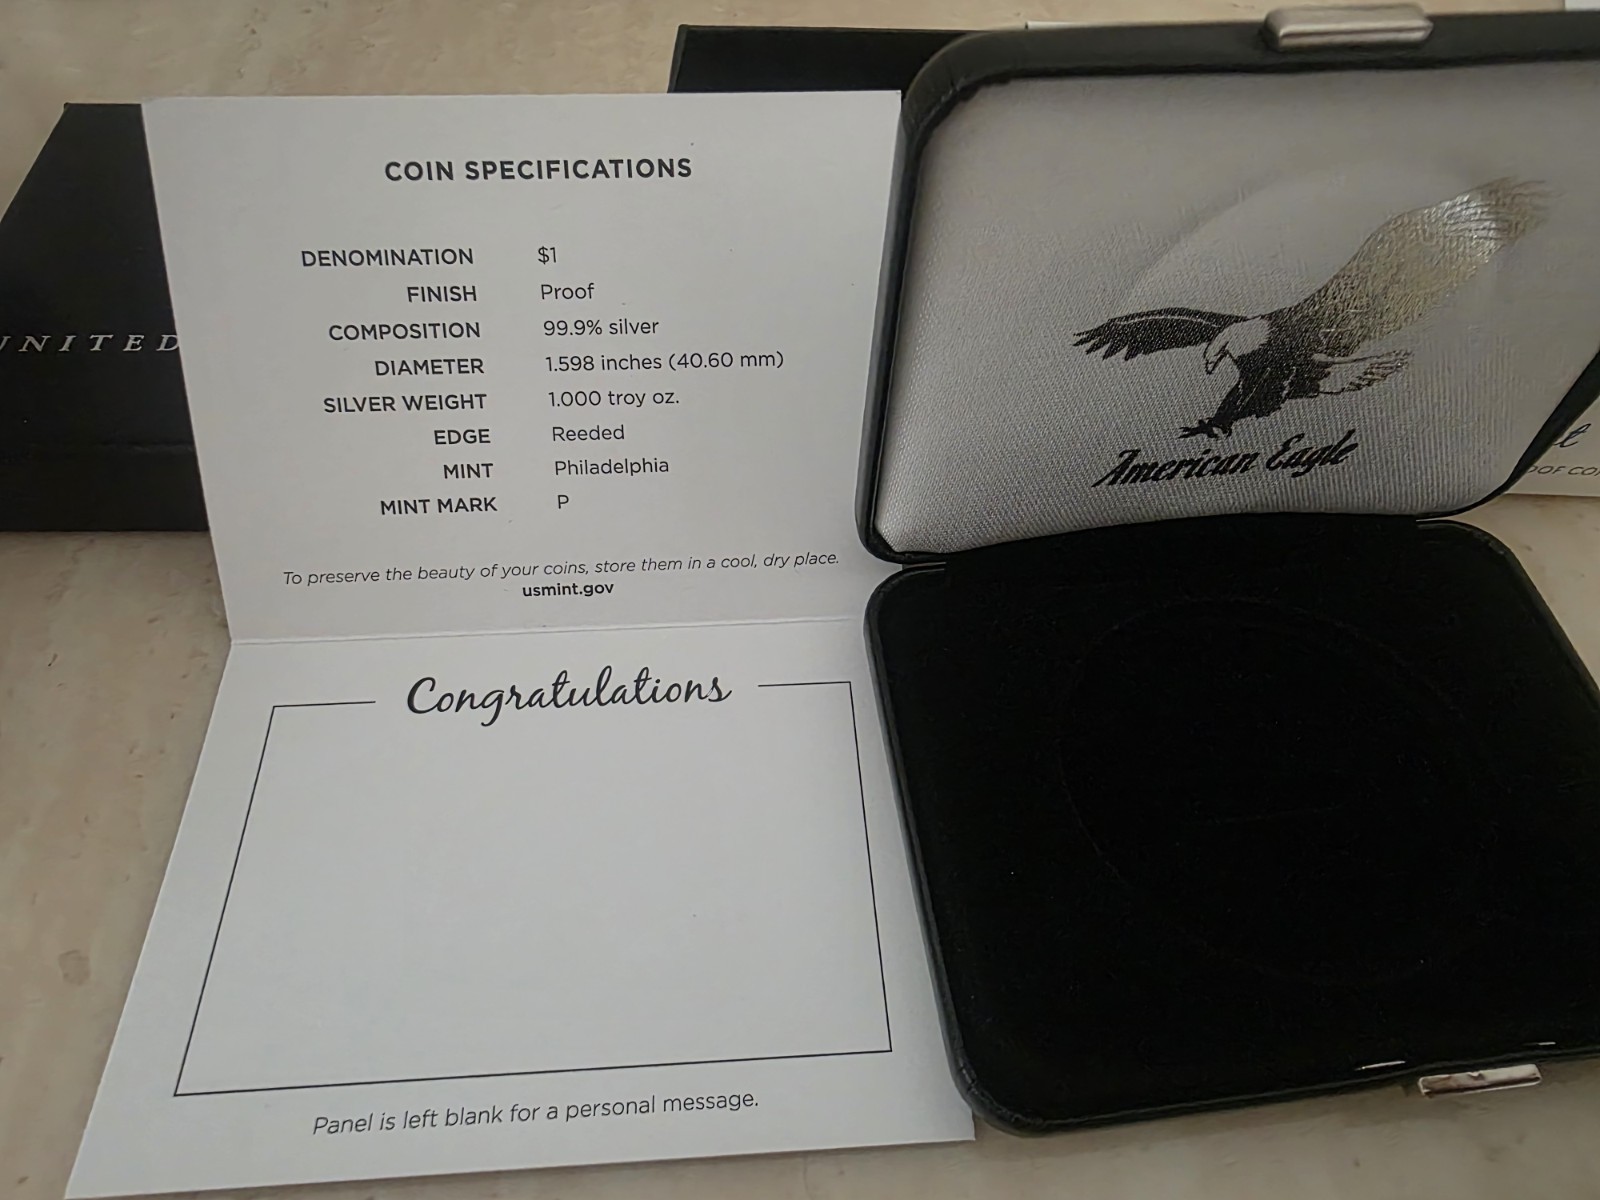 UNITED
COIN SPECIFICATIONS
DENOMINATION $1
FINISH Proof
COMPOSITION 99.9% silver
DIAMETER 1.598 inches (40.60 mm)
SILVER WEIGHT 1.000 troy oz.
EDGE Reeded
MINT Philadelphia
MINT MARK P
To preserve the beauty of your coins, store them in a cool, dry place.
usmint.gov
Congratulations
Panel is left blank for a personal message.
American Eagle